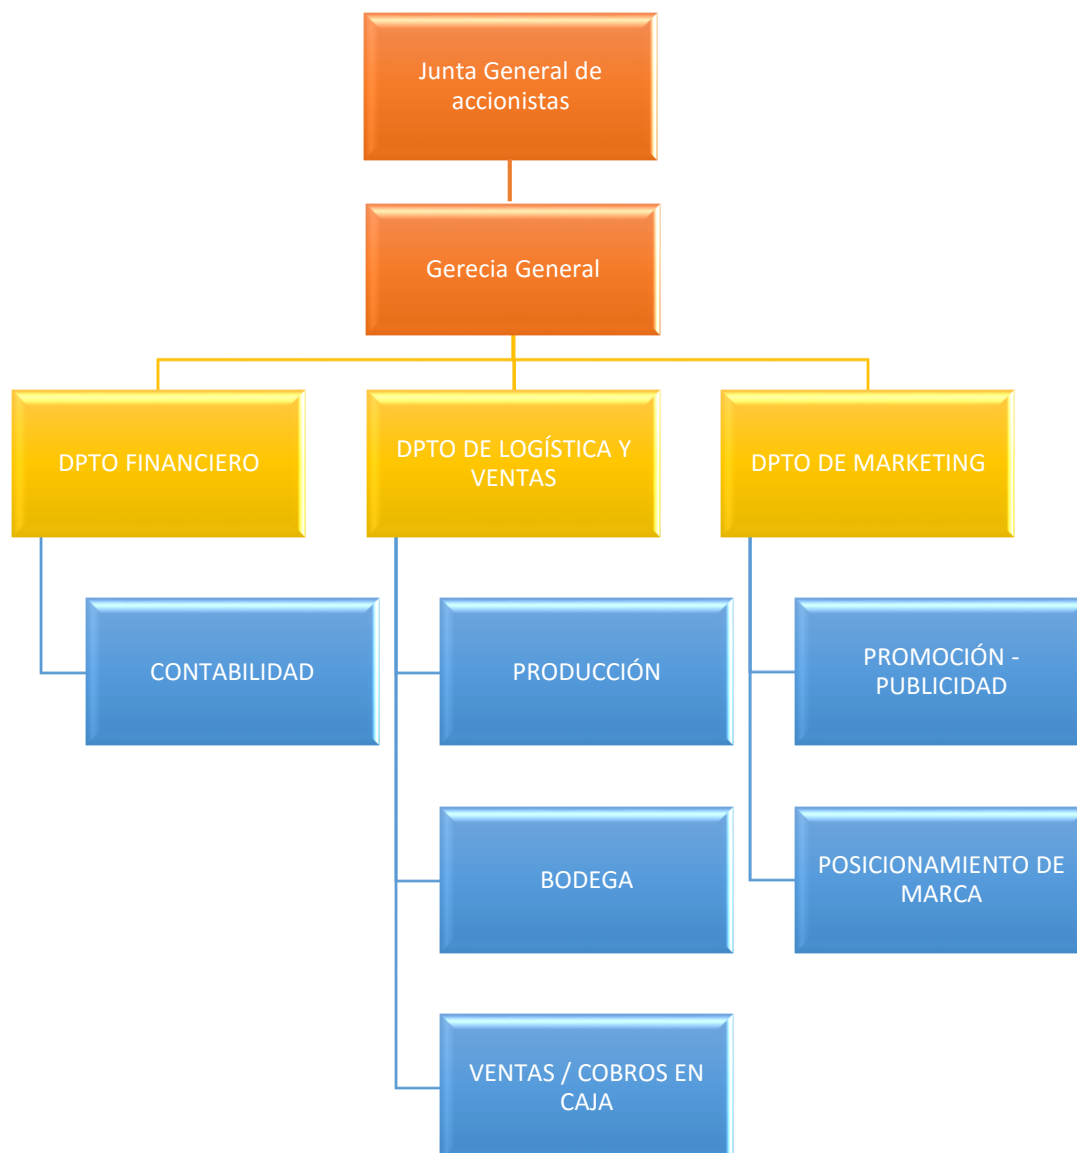 Junta General de
accionistas
Gerecia General
DPTO FINANCIERO
DPTO DE LOGÍSTICA Y
VENTAS
DPTO DE MARKETING
CONTABILIDAD
PRODUCCIÓN
PROMOCIÓN -
PUBLICIDAD
BODEGA
POSICIONAMIENTO DE
MARCA
VENTAS / COBROS EN
CAJA